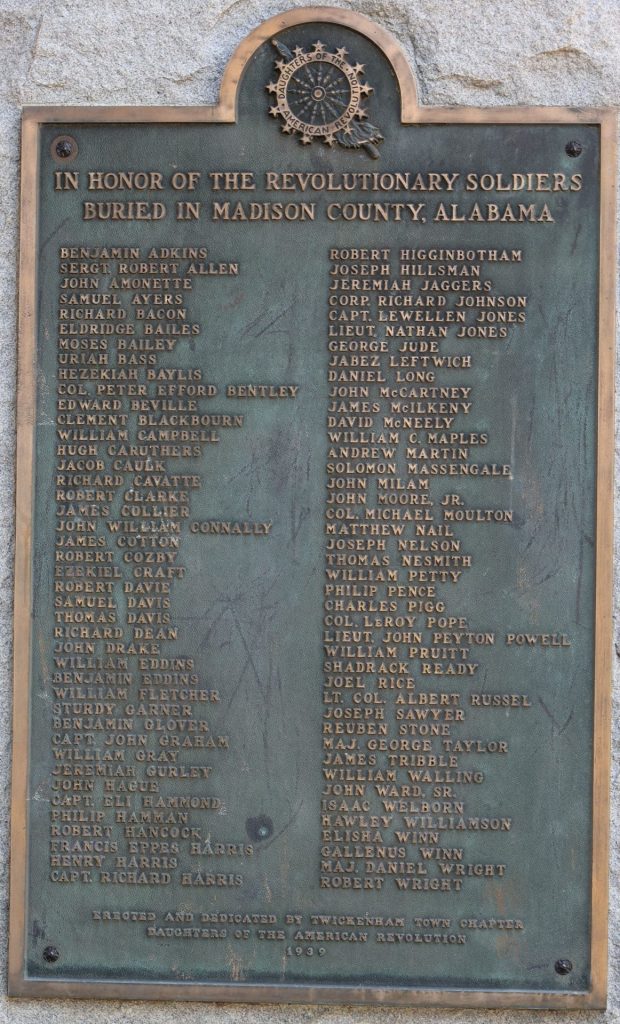 DAUGHTERS OF THE
AMERICAN REVOLUTION
IN HONOR OF THE REVOLUTIONARY SOLDIERS
BURIED IN MADISON COUNTY, ALABAMA
BENJAMIN ADKINS
SERGT. ROBERT ALLEN
JOHN AMONETTE
SAMUEL AYERS
RICHARD BACON
ELDRIDGE BAILES
MOSES BAILEY
URIAH BASS
HEZEKIAH BAYLIS
COL. PETER EFFORD BENTLEY
EDWARD BEVILLE
CLEMENT BLACKBOURN
WILLIAM CAMPBELL
HUGH CARUTHERS
JACOB CAULK
RICHARD CAVATTE
ROBERT CLARKE
JAMES COLLIER
JOHN WILLIAM CONNALLY
JAMES COTTON
ROBERT COZBY
EZEKIEL CRAFT
ROBERT DAVIE
SAMUEL DAVIS
THOMAS DAVIS
RICHARD DEAN
JOHN DRAKE
WILLIAM EDDINS
BENJAMIN EDDINS
WILLIAM FLETCHER
STURDY GARNER
BENJAMIN GLOVER
CAPT. JOHN GRAHAM
WILLIAM GRAY
JEREMIAH GURLEY
JOHN HAGUE
CAPT. ELI HAMMOND
PHILIP HAMMAN
ROBERT HANCOCK
FRANCIS EPPES HARRIS
HENRY HARRIS
CAPT. RICHARD HARRIS
ROBERT HIGGINBOTHAM
JOSEPH HILLSMAN
JEREMIAH JAGGERS
CORP. RICHARD JOHNSON
CAPT. LEWELLEN JONES
LIEUT. NATHAN JONES
GEORGE JUDE
JABEZ LEFTWICH
DANIEL LONG
JOHN McCARTNEY
JAMES McILKENY
DAVID McNEELY
WILLIAM C. MAPLES
ANDREW MARTIN
SOLOMON MASSENGALE
JOHN MILAM
JOHN MOORE, JR.
COL. MICHAEL MOULTON
MATTHEW NAIL
JOSEPH NELSON
THOMAS NESMITH
WILLIAM PETTY
PHILIP PENCE
CHARLES PIGG
COL. LEROY POPE
LIEUT. JOHN PEYTON POWELL
WILLIAM PRUITT
SHADRACK READY
JOEL RICE
LT. COL. ALBERT RUSSEL
JOSEPH SAWYER
REUBEN STONE
MAJ. GEORGE TAYLOR
JAMES TRIBBLE
WILLIAM WALLING
JOHN WARD, SR.
ISAAC WELBORN
HAWLEY WILLIAMSON
ELISHA WINN
GALLENUS WINN
MAJ. DANIEL WRIGHT
ROBERT WRIGHT
ERECTED AND DEDICATED BY TWICKENHAM TOWN CHAPTER
DAUGHTERS OF THE AMERICAN REVOLUTION
1939